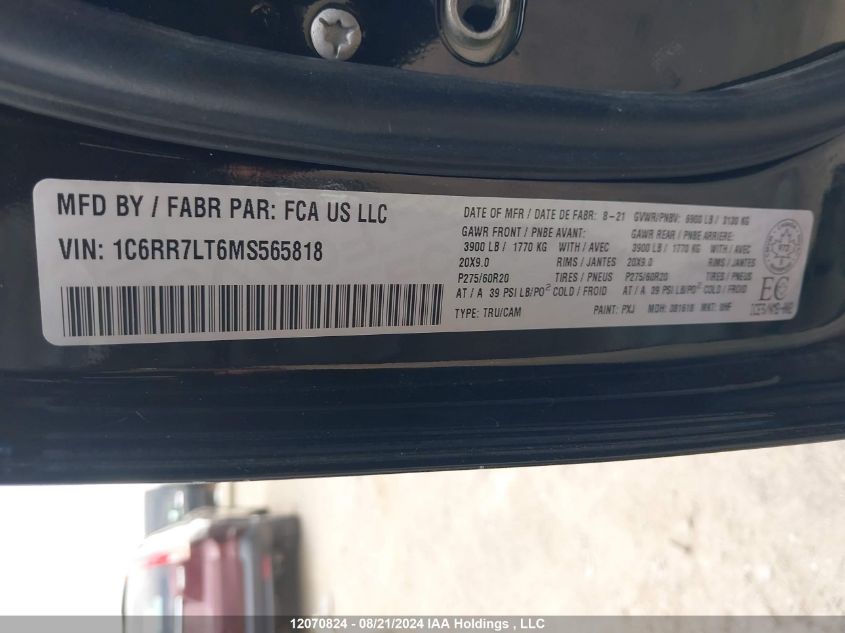 MFD BY / FABR PAR: FCA US LLC
VIN: 1C6RR7LT6MS565818
DATE OF MFR / DATE DE FABR: 8-21 GVWR/PNBV: 6900 LB / 3130 KG
GAWR FRONT / PNBE AVANT: GAWR REAR / PNBE ARRIERE:
3900 LB / 1770 KG WITH / AVEC 3900 LB / 1770 KG WITH / AVEC
20X9.0 RIMS / JANTES 20X9.0 RIMS / JANTES
P275/60R20 TIRES / PNEUS P275/60R20 TIRES / PNEUS
AT / A 39 PSI LB/PO² COLD / FROID AT / A 39 PSI LB/PO² COLD / FROID
TYPE: TRU/CAM PAINT: PXJ MDH: 081618 MKT:
EC
12070824 - 08/21/2024 IAA Holdings , LLC